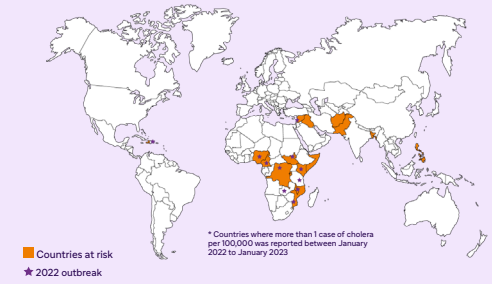 * Countries where more than 1 case of cholera
per 100,000 was reported between January
2022 to January 2023
Countries at risk
2022 outbreak